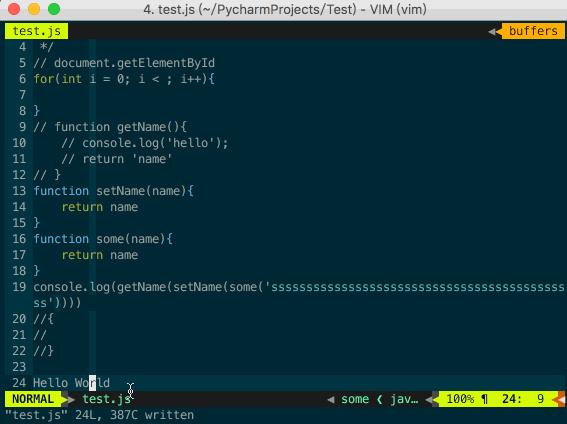 4. test.js (~/PycharmProjects/Test) - VIM (vim)
test.js buffers
4 */
5 // document.getElementById
6 for(int i = 0; i < ; i++){
7
8 }
9 // function getName(){
10 // console.log('hello');
11 // return 'name'
12 // }
13 function setName(name){
14 return name
15 }
16 function some(name){
17 return name
18 }
19 console.log(getName(setName(some('ssssssssssssssssssssssssssssssssssssssssss
ss'))))
20 //{
21 //
22 //}
23
24 Hello World
NORMAL test.js some ❮ jav… 100% ¶ 24: 9
"test.js" 24L, 387C written